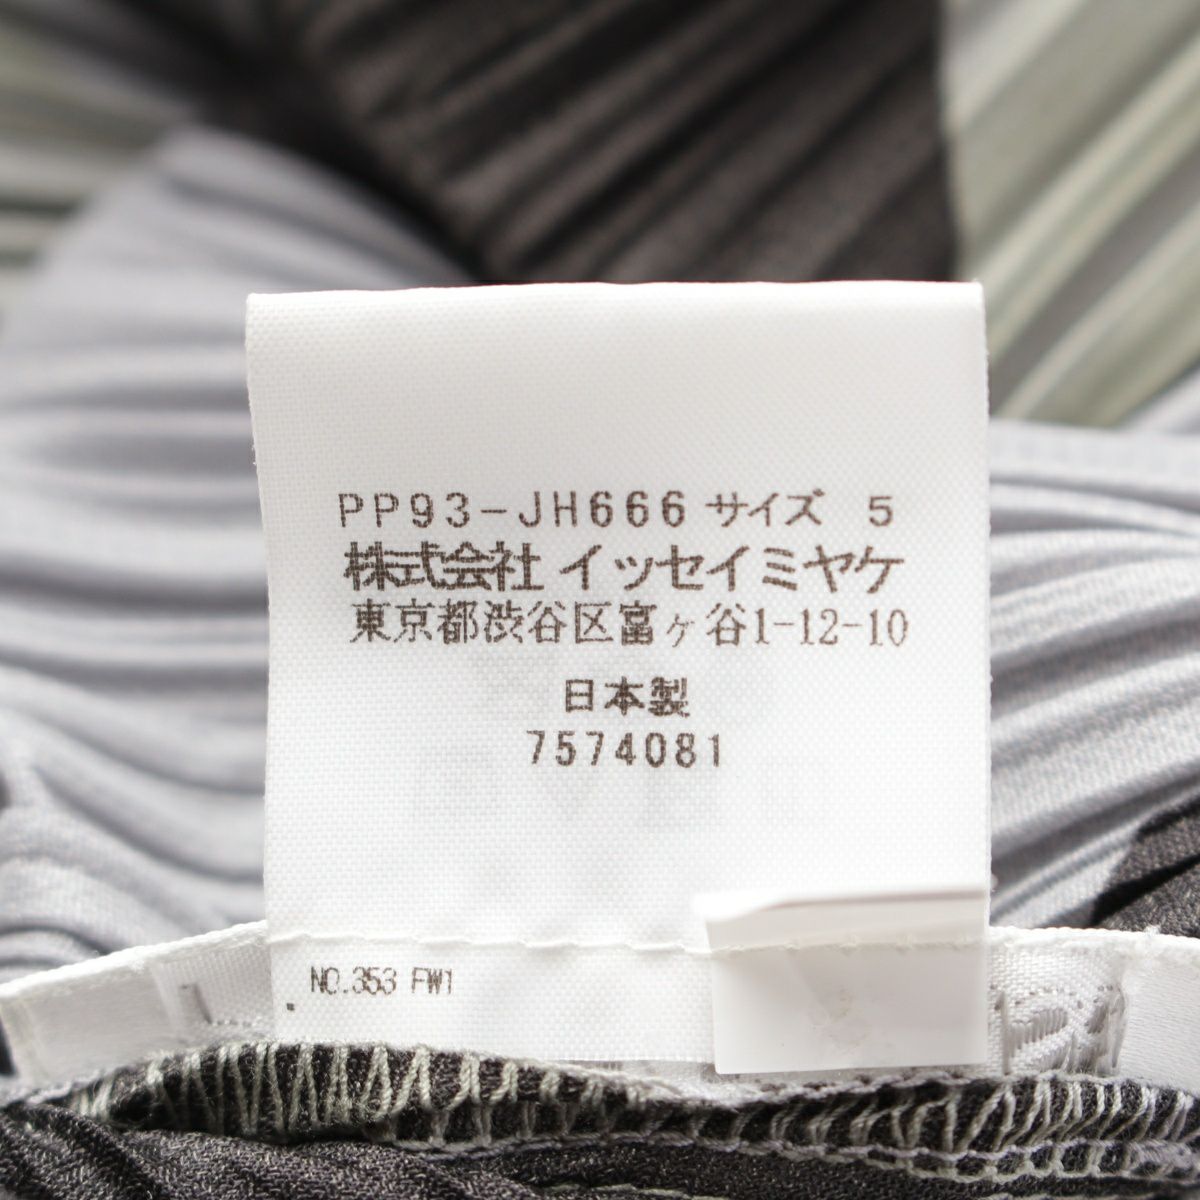 PP93-JH666 サイズ 5
株式会社 イッセイミヤケ
東京都渋谷区富ヶ谷1-12-10
日本製
7574081
NO.353 FW1